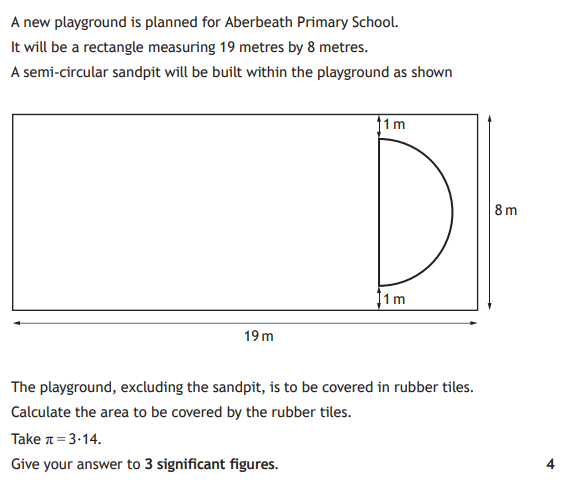 A new playground is planned for Aberbeath Primary School.
It will be a rectangle measuring 19 metres by 8 metres.
A semi-circular sandpit will be built within the playground as shown
1 m
8 m
1 m
19 m
The playground, excluding the sandpit, is to be covered in rubber tiles.
Calculate the area to be covered by the rubber tiles.
Take π = 3·14.
Give your answer to 3 significant figures. 4